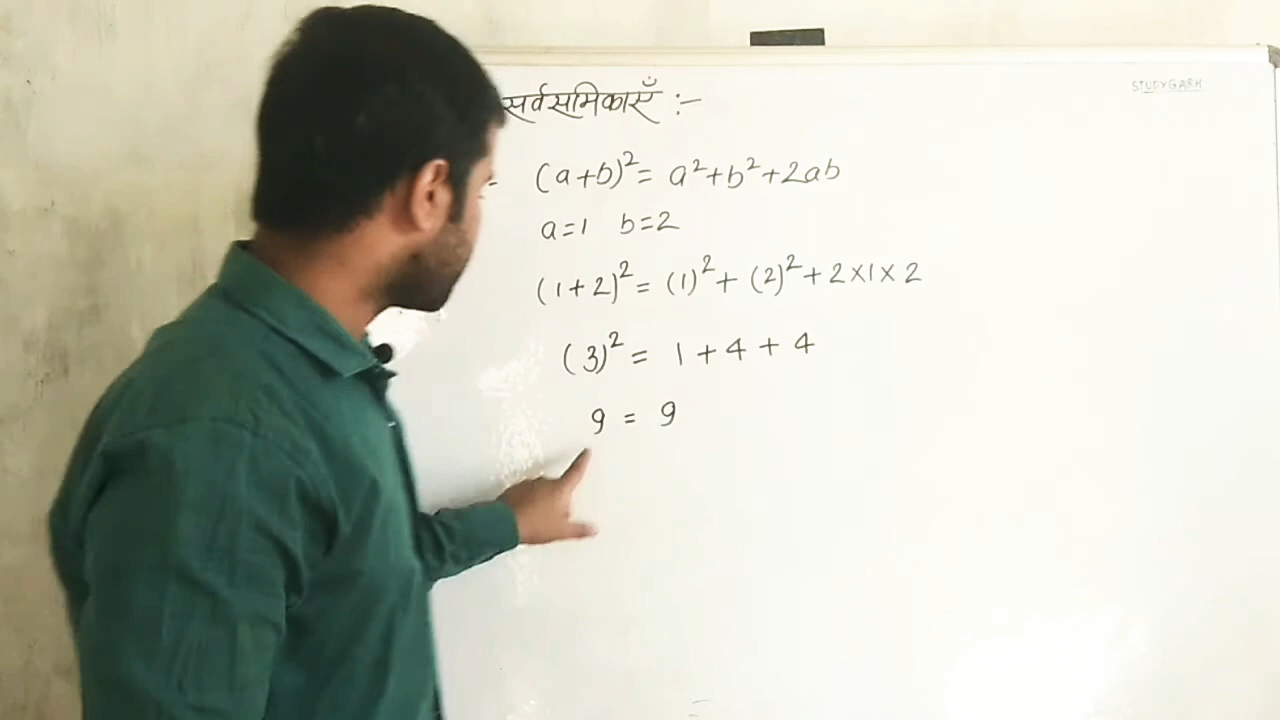 सर्वसमिकाएँ :-
STUDYGARH
- (a+b)² = a²+b²+2ab
a=1 b=2
(1+2)² = (1)² + (2)² + 2×1×2
(3)² = 1+4+4
9 = 9